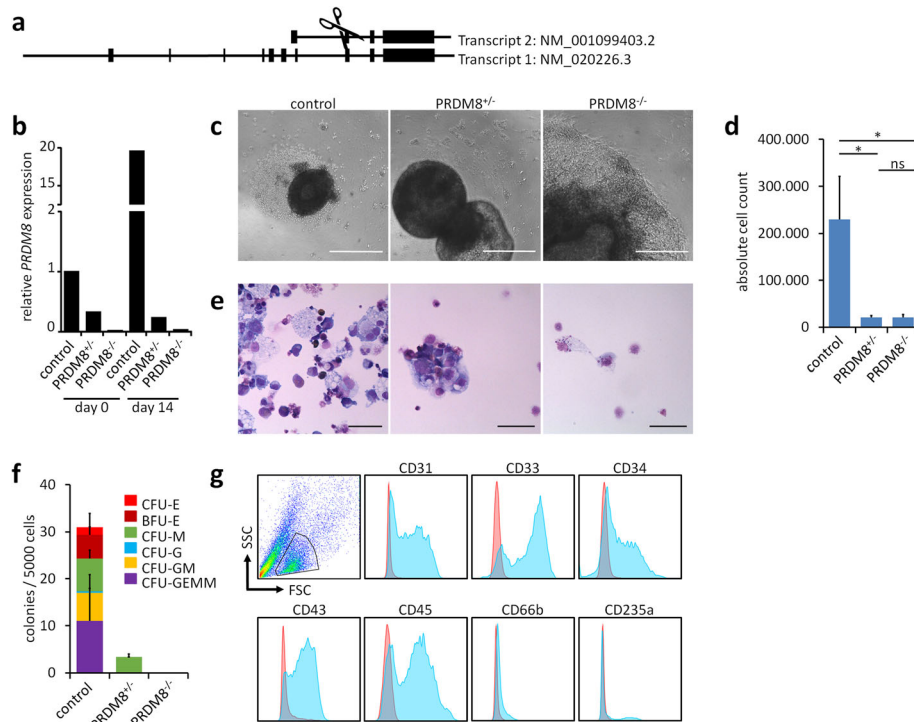 a
Transcript 2: NM_001099403.2
Transcript 1: NM_020226.3
b
relative PRDM8 expression
20
15
2
1
0
control
PRDM8+/-
PRDM8-/-
control
PRDM8+/-
PRDM8-/-
day 0
day 14
c
control
PRDM8+/-
PRDM8-/-
d
absolute cell count
400.000
300.000
200.000
100.000
0
*
*
ns
control
PRDM8+/-
PRDM8-/-
e
f
colonies / 5000 cells
40
30
20
10
0
CFU-E
BFU-E
CFU-M
CFU-G
CFU-GM
CFU-GEMM
control
PRDM8+/-
PRDM8-/-
g
SSC
FSC
CD31
CD33
CD34
CD43
CD45
CD66b
CD235a